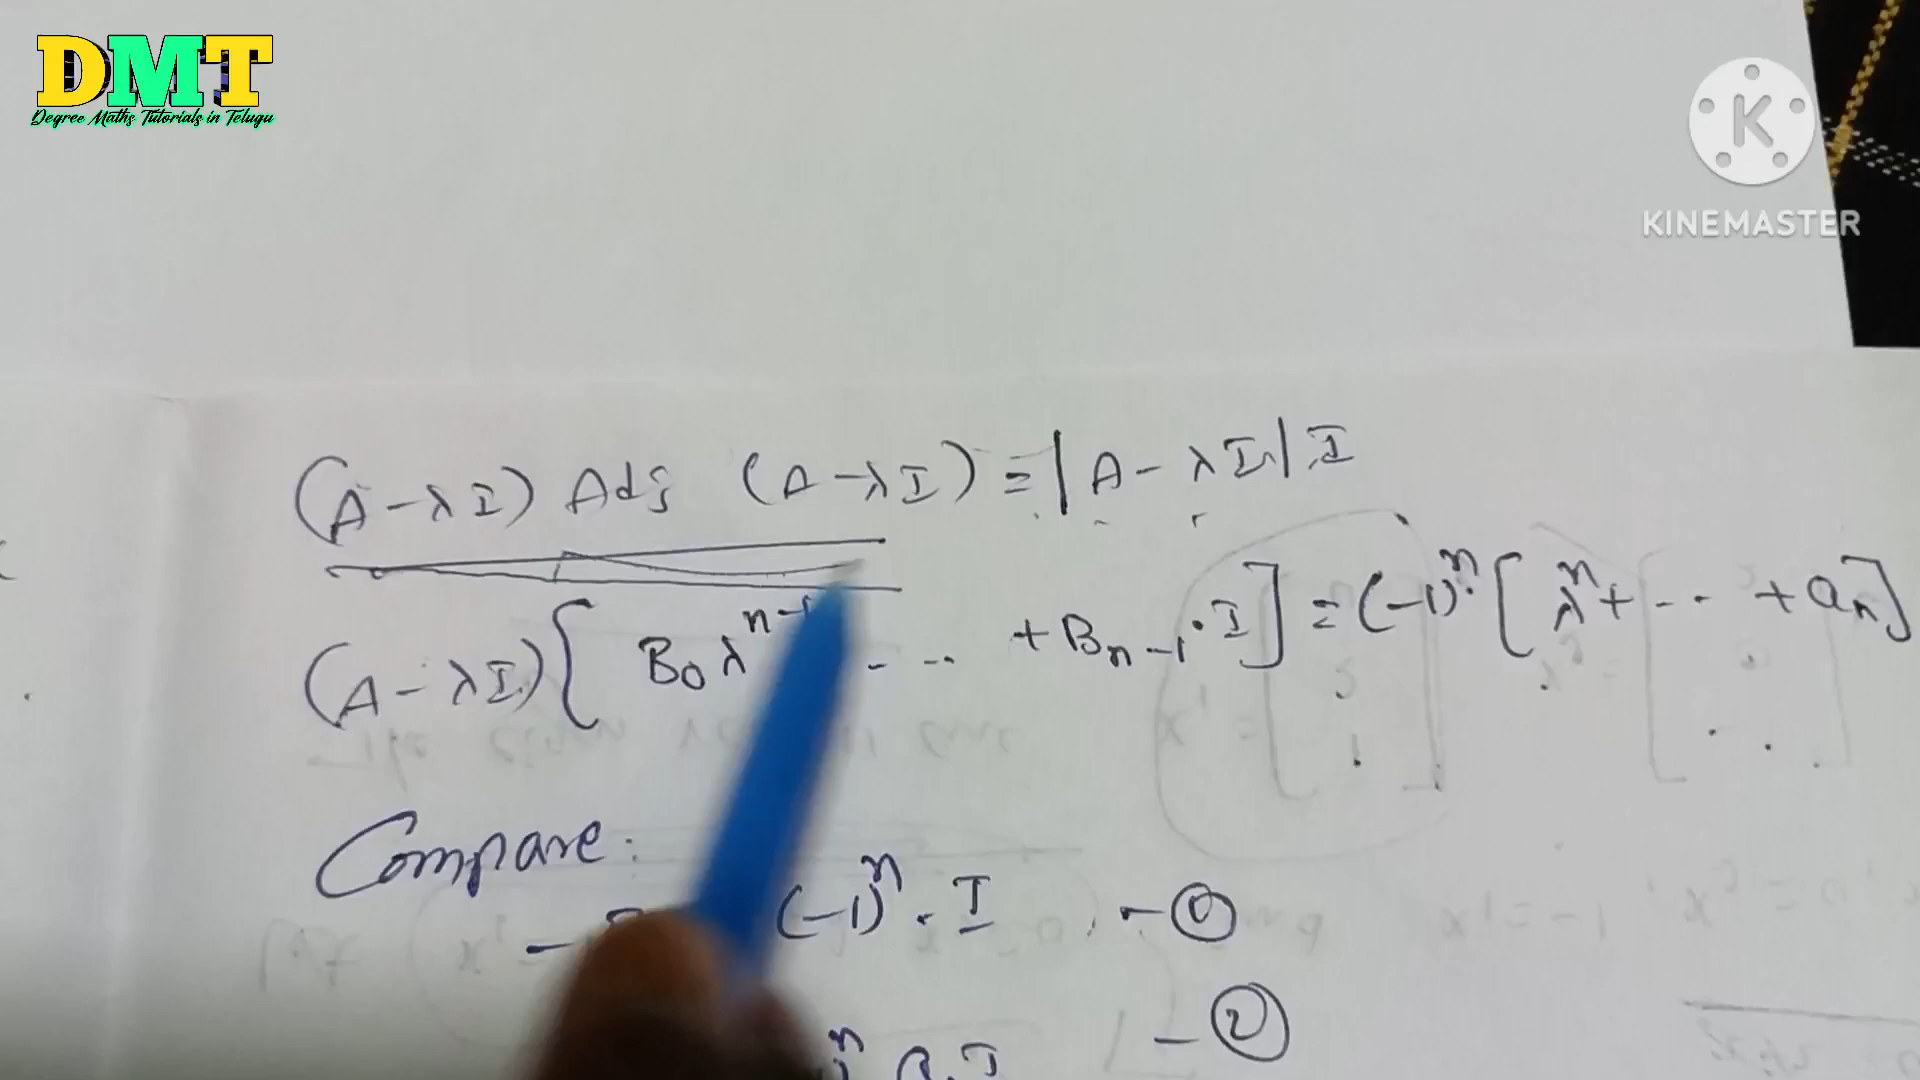 DMT
Degree Maths Tutorials in Telugu
K
KINEMASTER
(A - λI) Adj (A - λI) = |A - λI| I
(A - λI) { B₀ λⁿ⁻¹ - -- + Bₙ₋₁ · I ] = (-1)ⁿ [ λⁿ + -- -- + aₙ ]
Compare :
(-1)ⁿ · I - ①
- ②